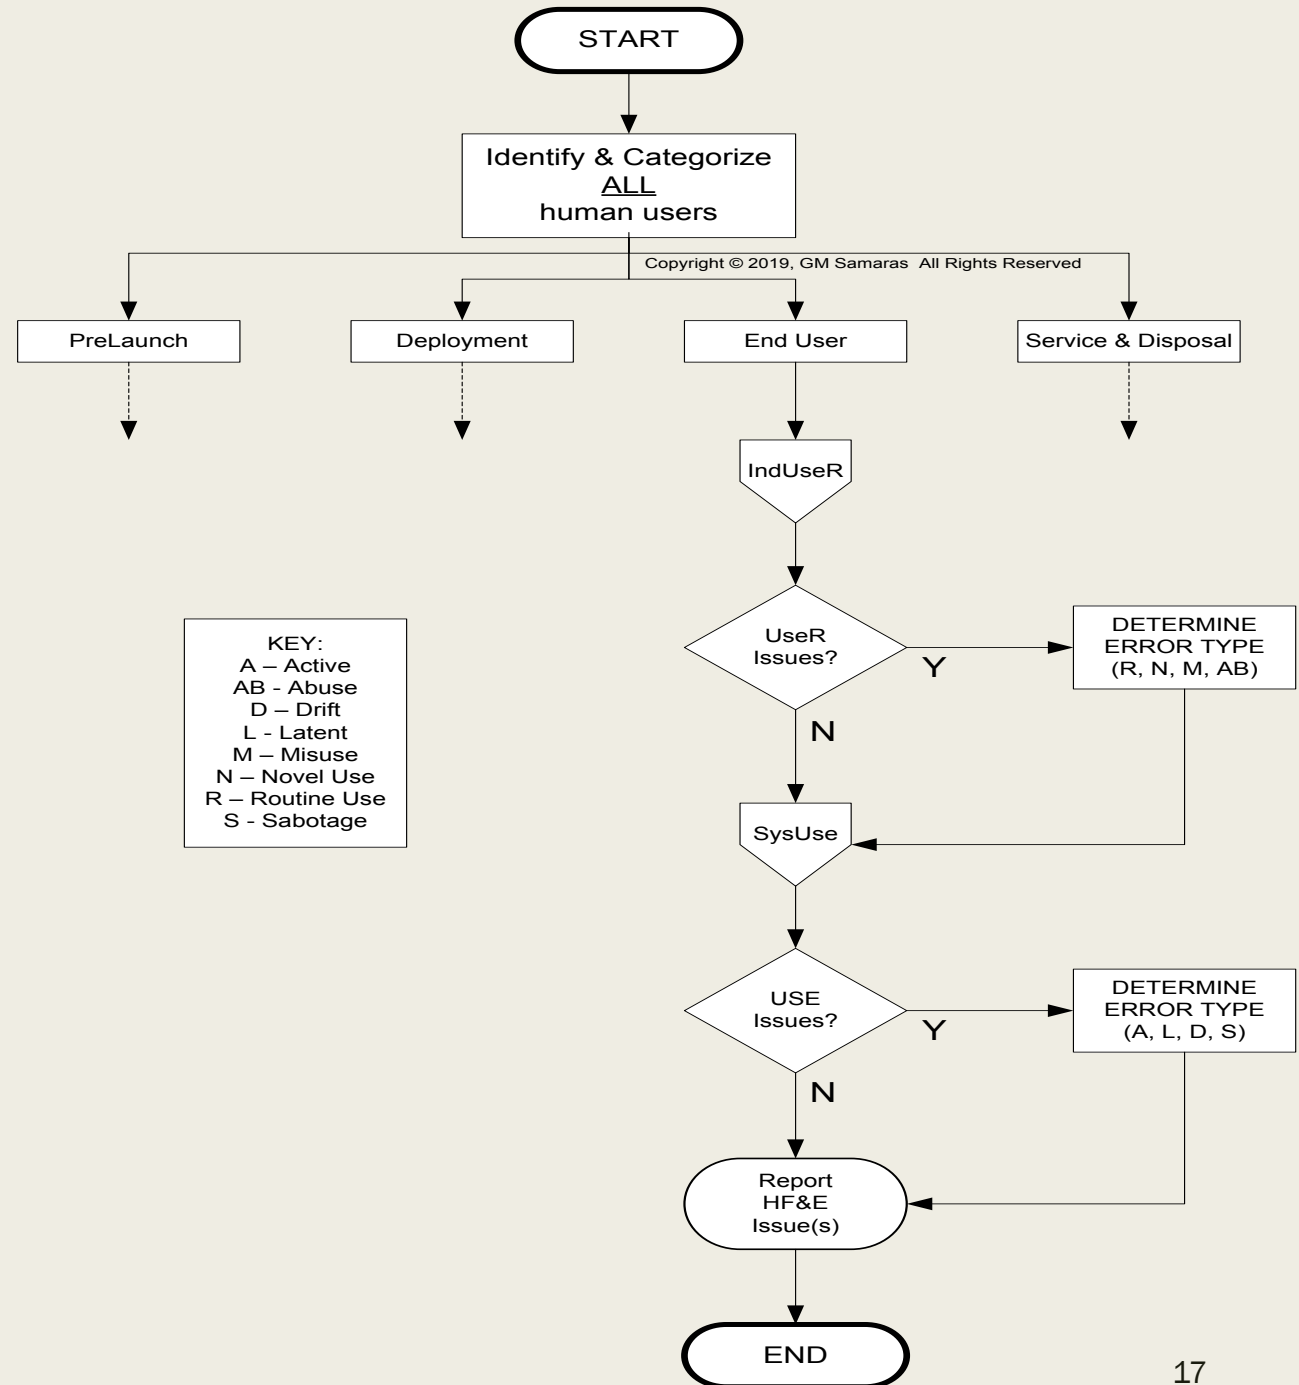 START
Identify & Categorize
ALL
human users
Copyright © 2019, GM Samaras All Rights Reserved
PreLaunch
Deployment
End User
Service & Disposal
IndUseR
UseR
Issues?
Y
DETERMINE
ERROR TYPE
(R, N, M, AB)
N
KEY:
A – Active
AB - Abuse
D – Drift
L - Latent
M – Misuse
N – Novel Use
R – Routine Use
S - Sabotage
SysUse
USE
Issues?
Y
DETERMINE
ERROR TYPE
(A, L, D, S)
N
Report
HF&E
Issue(s)
END
17